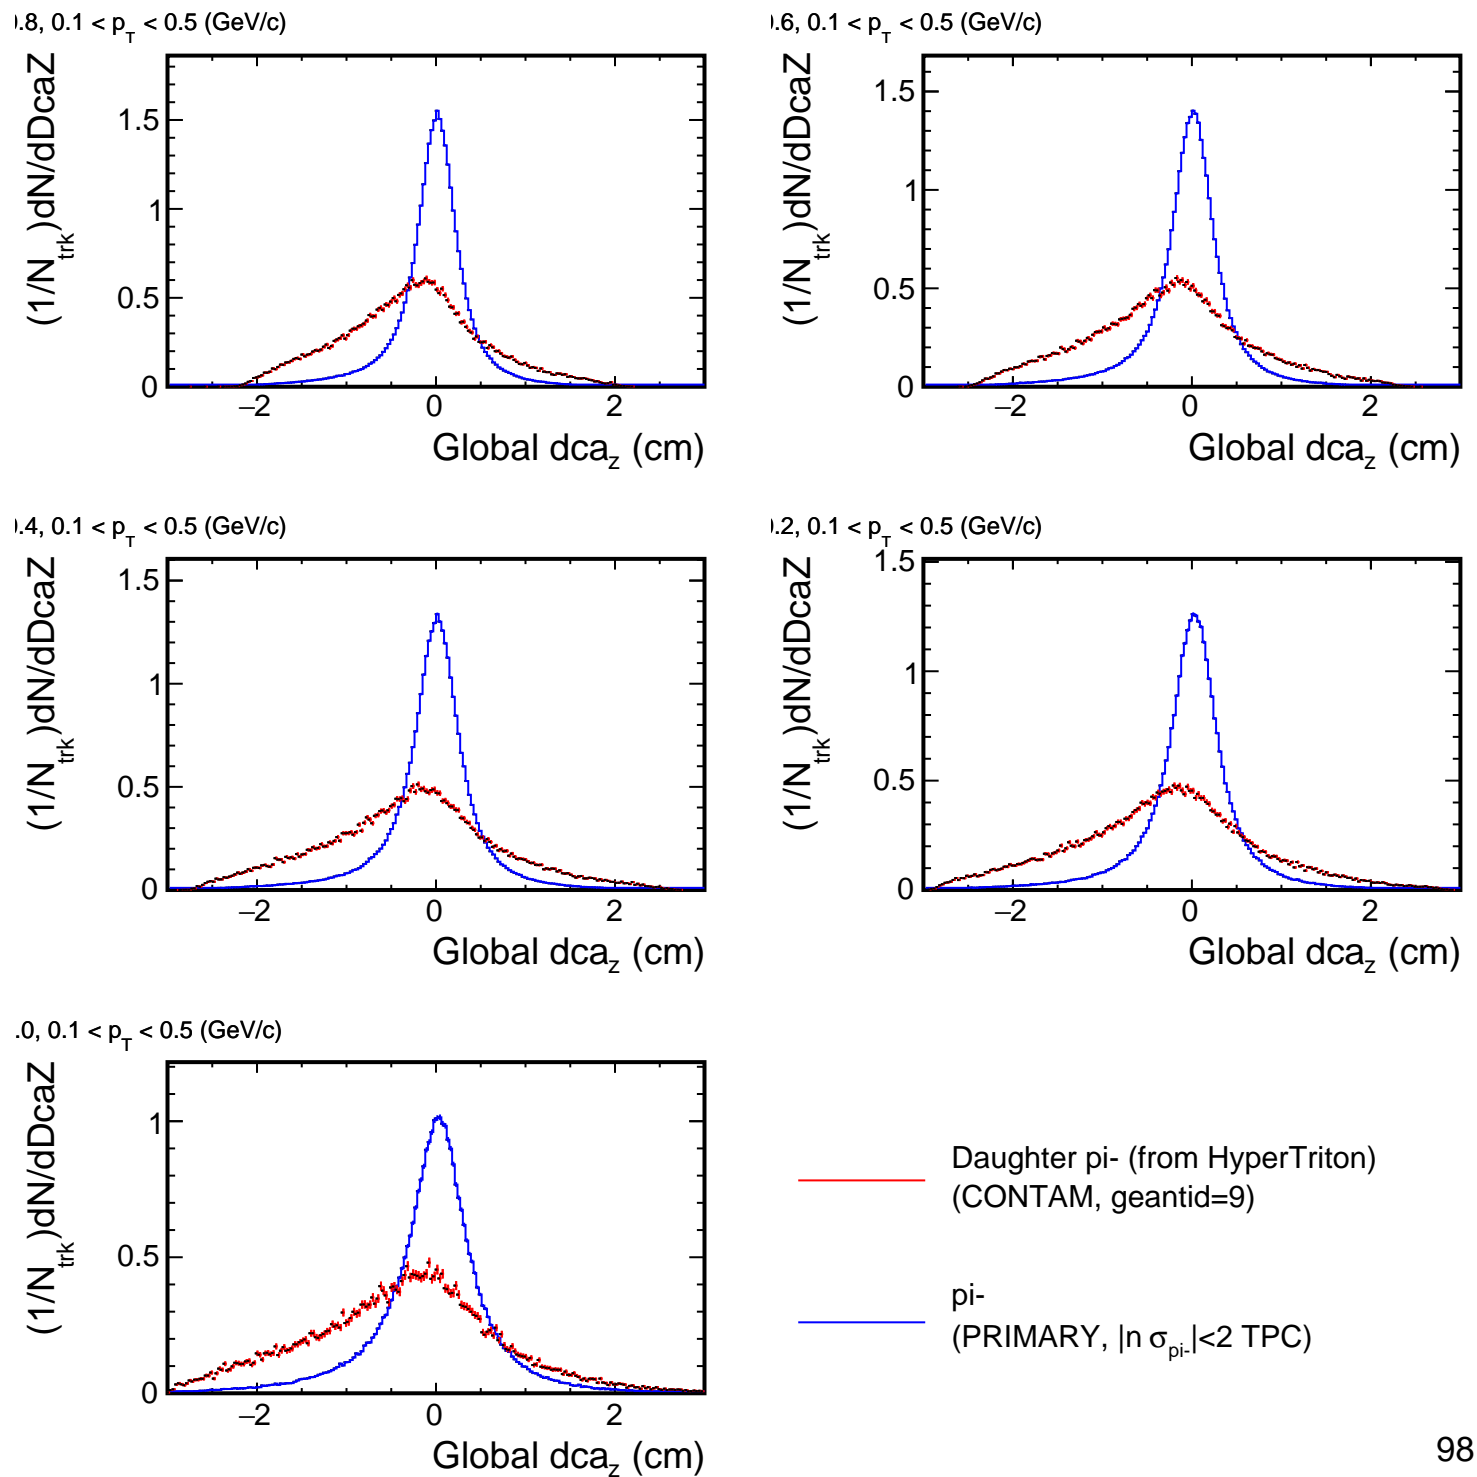 ).8, 0.1 < pT < 0.5 (GeV/c)
(1/Ntrk)dN/dDcaZ
1.5
1
0.5
0
−2 0 2
Global dcaz (cm)
).6, 0.1 < pT < 0.5 (GeV/c)
(1/Ntrk)dN/dDcaZ
1.5
1
0.5
0
−2 0 2
Global dcaz (cm)
).4, 0.1 < pT < 0.5 (GeV/c)
(1/Ntrk)dN/dDcaZ
1.5
1
0.5
0
−2 0 2
Global dcaz (cm)
).2, 0.1 < pT < 0.5 (GeV/c)
(1/Ntrk)dN/dDcaZ
1.5
1
0.5
0
−2 0 2
Global dcaz (cm)
.0, 0.1 < pT < 0.5 (GeV/c)
(1/Ntrk)dN/dDcaZ
1
0.5
0
−2 0 2
Global dcaz (cm)
Daughter pi- (from HyperTriton)
(CONTAM, geantid=9)
pi-
(PRIMARY, |n σpi-|<2 TPC)
98